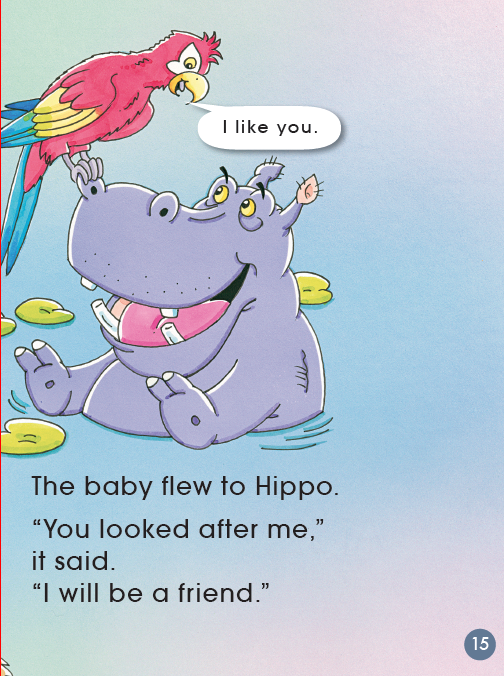 I like you.
The baby flew to Hippo.
“You looked after me,”
it said.
“I will be a friend.”
15